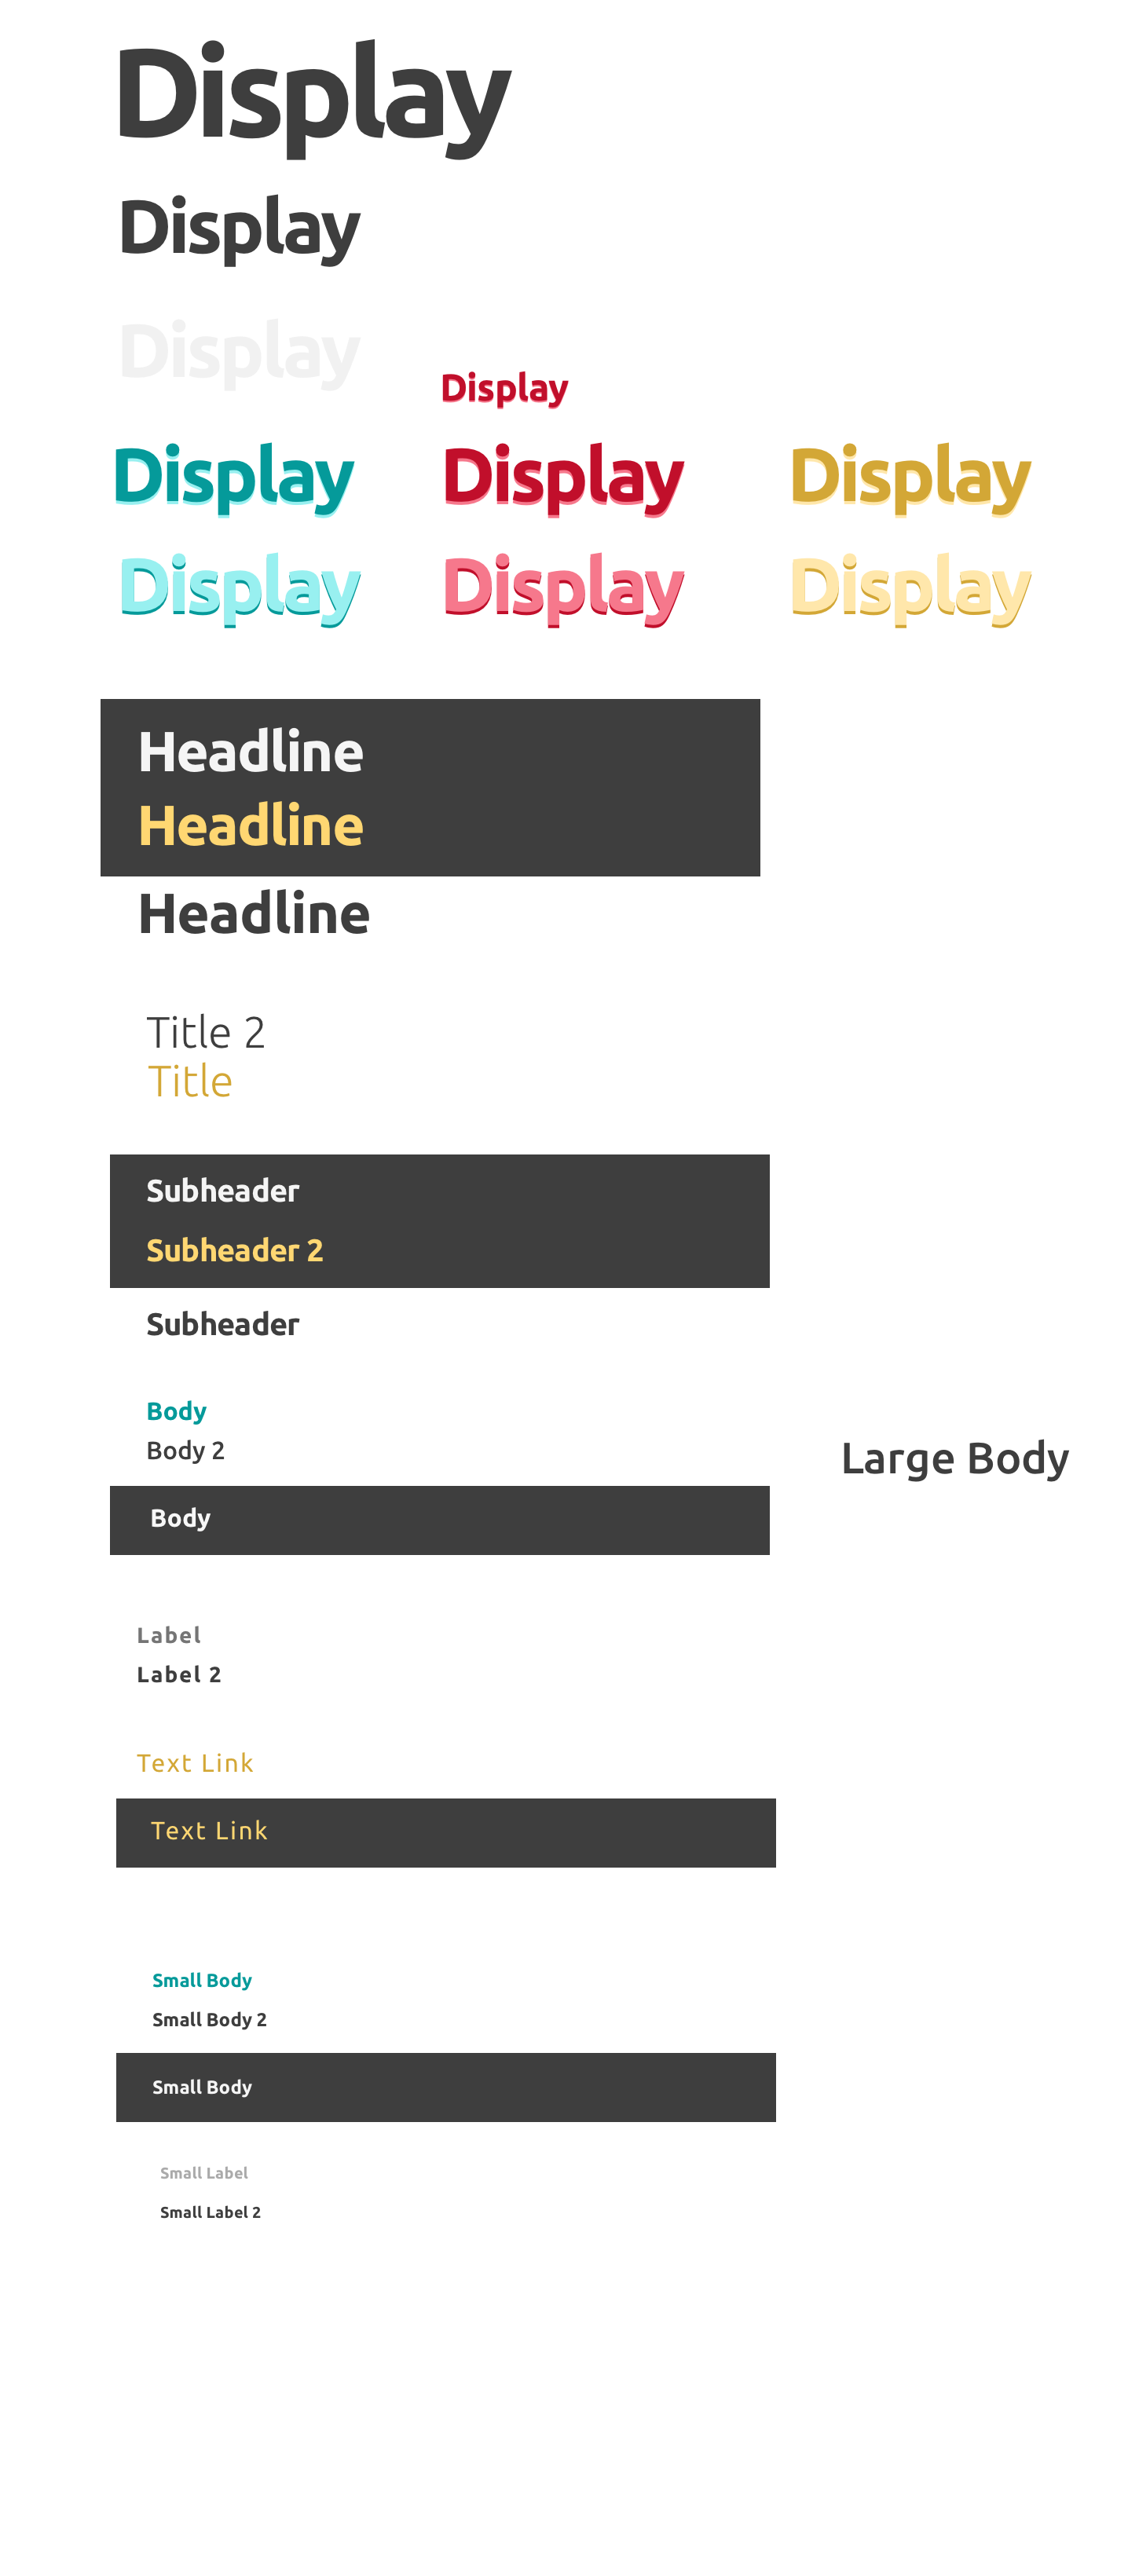 Display
Display
Display
Display
Display Display Display
Display Display Display
Headline
Headline
Headline
Title 2
Title
Subheader
Subheader 2
Subheader
Body
Body 2
Large Body
Body
Label
Label 2
Text Link
Text Link
Small Body
Small Body 2
Small Body
Small Label
Small Label 2